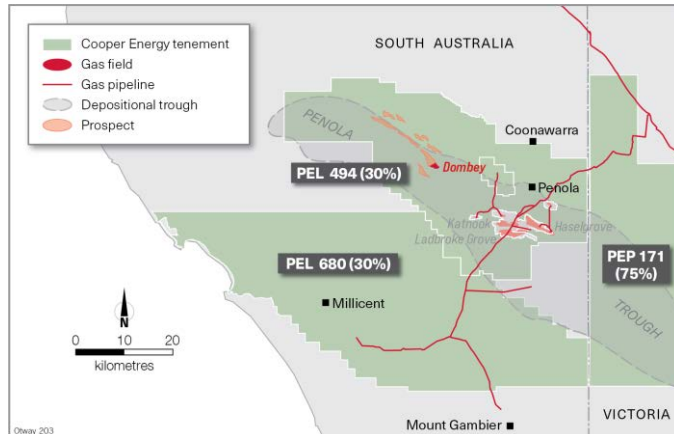 Cooper Energy tenement
Gas field
Gas pipeline
Depositional trough
Prospect
SOUTH AUSTRALIA
PENOLA
Coonawarra
Dombey
PEL 494 (30%)
Penola
Katnook
Haselgrove
Ladbroke Grove
PEL 680 (30%)
PEP 171
(75%)
Millicent
TROUGH
N
0 10 20
kilometres
Mount Gambier
VICTORIA
Otway 203